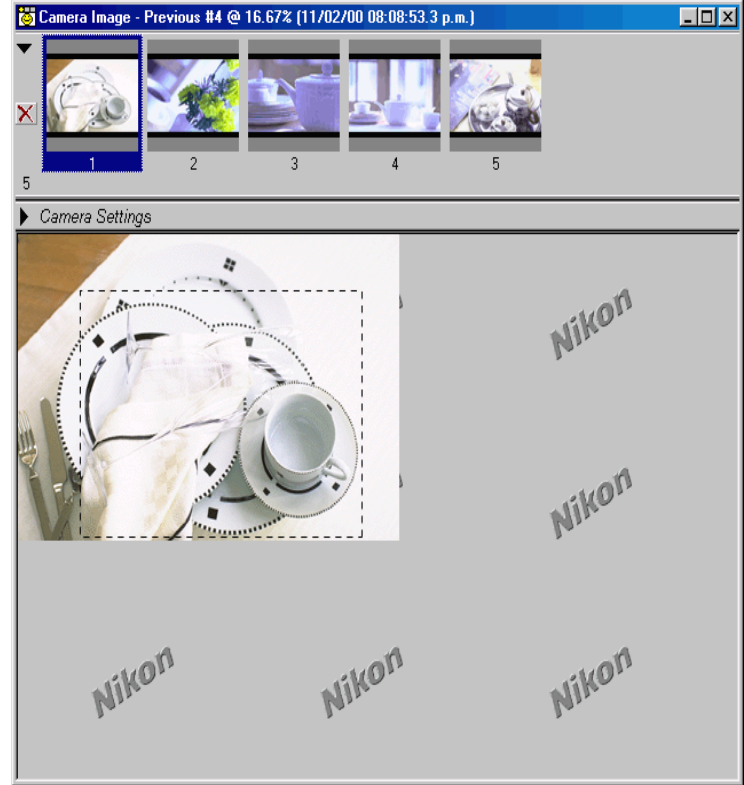 Camera Image - Previous #4 @ 16.67% (11/02/00 08:08:53.3 p.m.)
1 2 3 4 5
5
Camera Settings
Nikon
Nikon
Nikon Nikon Nikon